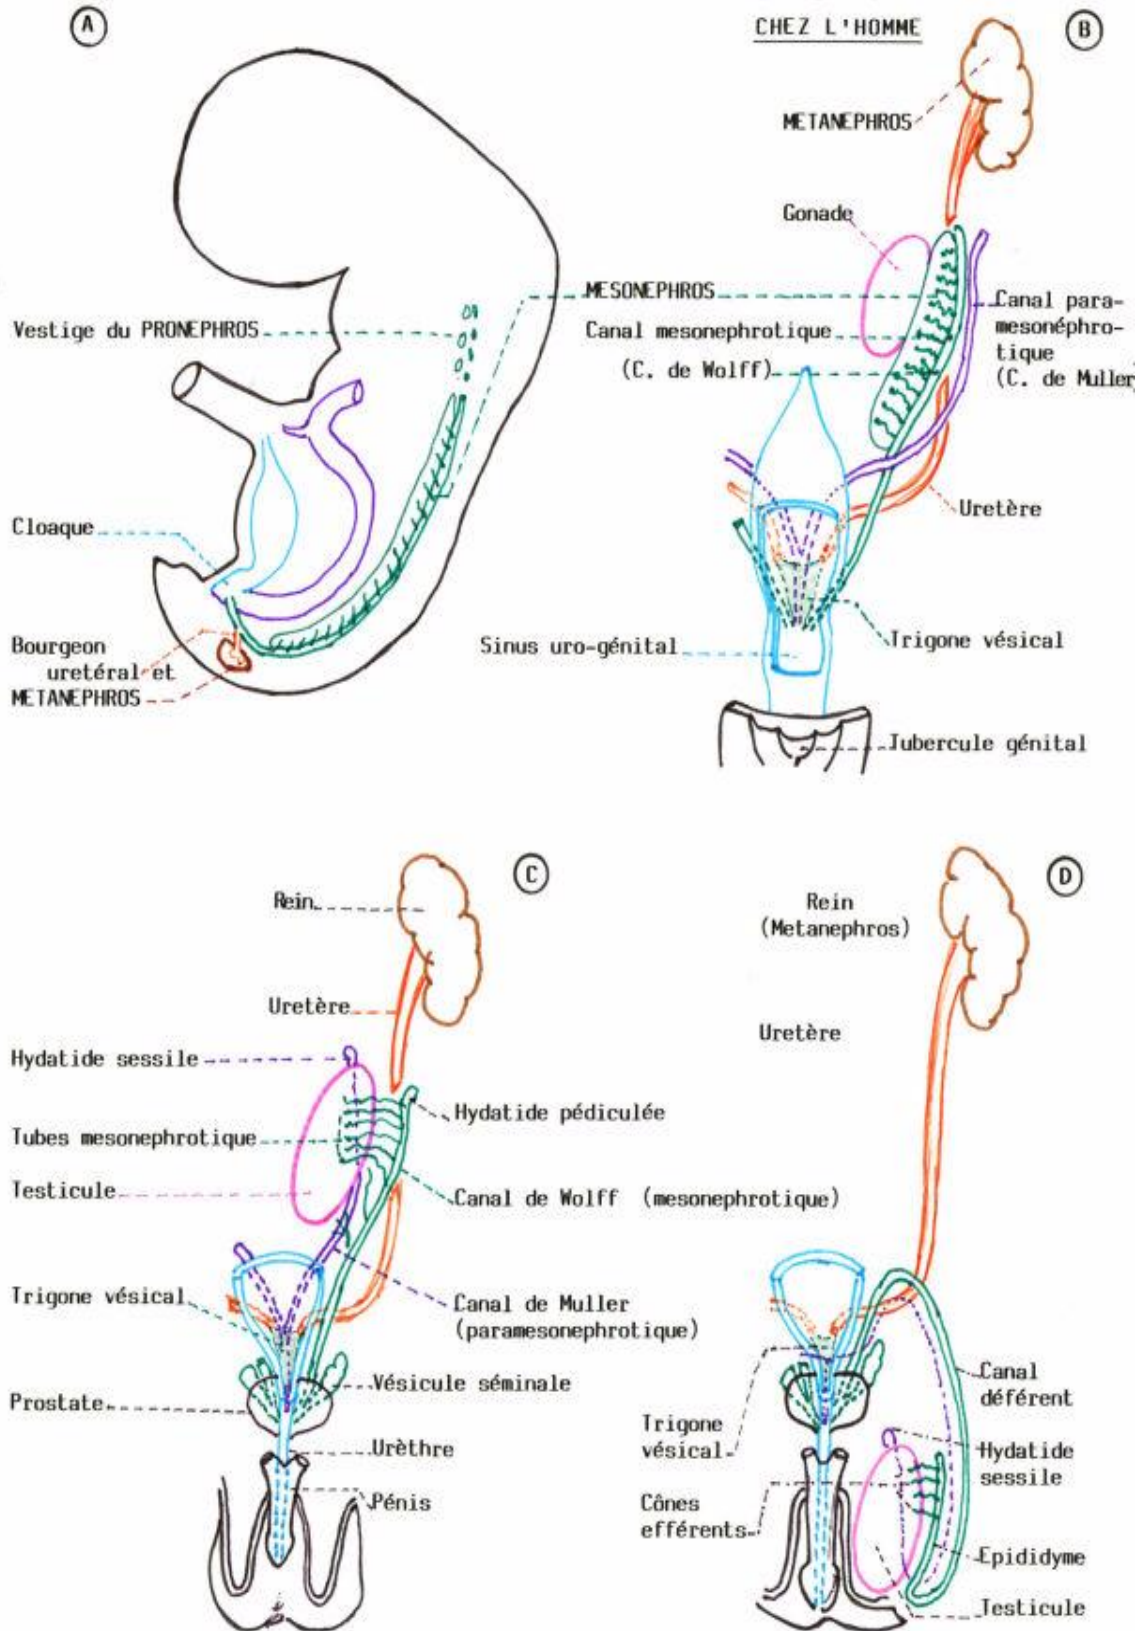 A
CHEZ L'HOMME
B
METANEPHROS
Gonade
MESONEPHROS
Canal mesonephrotique
(C. de Wolff)
Canal para-
mesonéphro-
tique
(C. de Muller
Vestige du PRONEPHROS
Cloaque
Uretère
Bourgeon
uretéral et
METANEPHROS
Sinus uro-génital
Trigone vésical
Tubercule génital
C
Rein
Uretère
Hydatide sessile
Hydatide pédiculée
Tubes mesonephrotique
Testicule
Canal de Wolff (mesonephrotique)
Trigone vésical
Canal de Muller
(paramesonephrotique)
Prostate
Vésicule séminale
Urèthre
Pénis
D
Rein
(Metanephros)
Uretère
Canal
déférent
Trigone
vésical
Hydatide
sessile
Cônes
efférents
Epididyme
Testicule